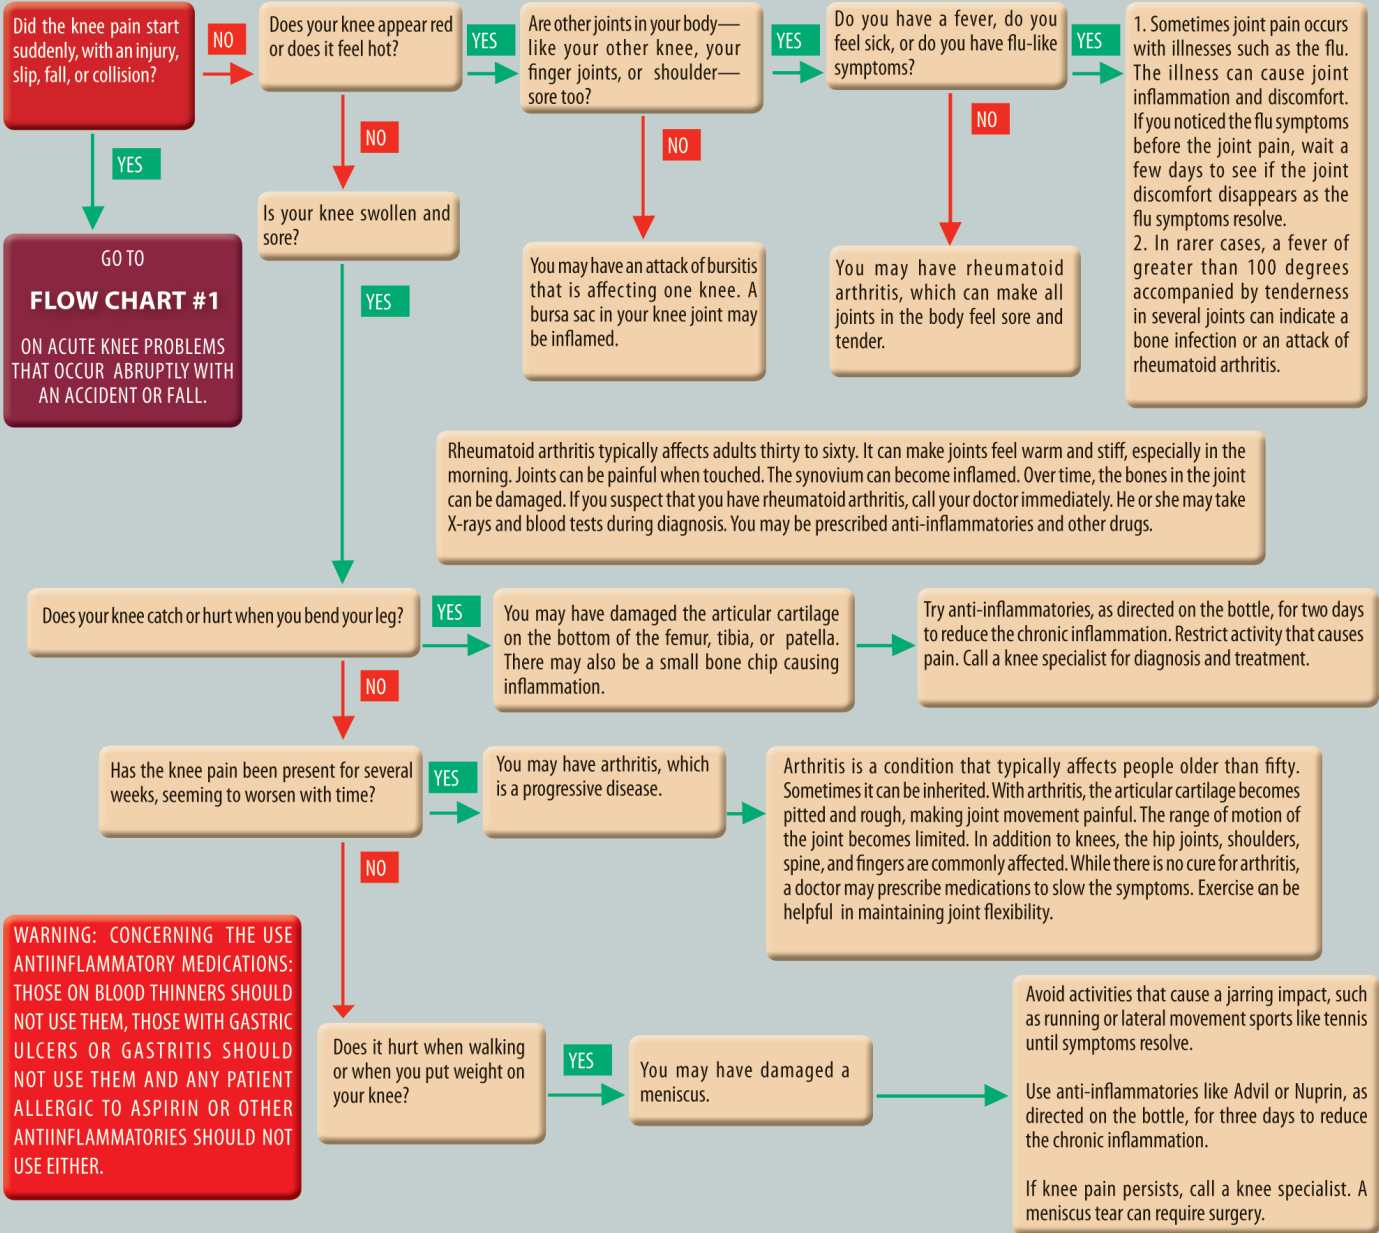 Did the knee pain start
suddenly, with an injury,
slip, fall, or collision?
NO
Does your knee appear red
or does it feel hot?
YES
Are other joints in your body—
like your other knee, your
finger joints, or shoulder—
sore too?
YES
Do you have a fever, do you
feel sick, or do you have flu-like
symptoms?
YES
1. Sometimes joint pain occurs
with illnesses such as the flu.
The illness can cause joint
inflammation and discomfort.
If you noticed the flu symptoms
before the joint pain, wait a
few days to see if the joint
discomfort disappears as the
flu symptoms resolve.
2. In rarer cases, a fever of
greater than 100 degrees
accompanied by tenderness
in several joints can indicate a
bone infection or an attack of
rheumatoid arthritis.
YES
NO
NO
NO
GO TO
FLOW CHART #1
ON ACUTE KNEE PROBLEMS
THAT OCCUR ABRUPTLY WITH
AN ACCIDENT OR FALL.
Is your knee swollen and
sore?
YES
You may have an attack of bursitis
that is affecting one knee. A
bursa sac in your knee joint may
be inflamed.
You may have rheumatoid
arthritis, which can make all
joints in the body feel sore and
tender.
Rheumatoid arthritis typically affects adults thirty to sixty. It can make joints feel warm and stiff, especially in the
morning. Joints can be painful when touched. The synovium can become inflamed. Over time, the bones in the joint
can be damaged. If you suspect that you have rheumatoid arthritis, call your doctor immediately. He or she may take
X-rays and blood tests during diagnosis. You may be prescribed anti-inflammatories and other drugs.
Does your knee catch or hurt when you bend your leg?
YES
You may have damaged the articular cartilage
on the bottom of the femur, tibia, or patella.
There may also be a small bone chip causing
inflammation.
Try anti-inflammatories, as directed on the bottle, for two days
to reduce the chronic inflammation. Restrict activity that causes
pain. Call a knee specialist for diagnosis and treatment.
NO
Has the knee pain been present for several
weeks, seeming to worsen with time?
YES
You may have arthritis, which
is a progressive disease.
Arthritis is a condition that typically affects people older than fifty.
Sometimes it can be inherited. With arthritis, the articular cartilage becomes
pitted and rough, making joint movement painful. The range of motion of
the joint becomes limited. In addition to knees, the hip joints, shoulders,
spine, and fingers are commonly affected. While there is no cure for arthritis,
a doctor may prescribe medications to slow the symptoms. Exercise can be
helpful in maintaining joint flexibility.
NO
WARNING: CONCERNING THE USE
ANTIINFLAMMATORY MEDICATIONS:
THOSE ON BLOOD THINNERS SHOULD
NOT USE THEM, THOSE WITH GASTRIC
ULCERS OR GASTRITIS SHOULD
NOT USE THEM AND ANY PATIENT
ALLERGIC TO ASPIRIN OR OTHER
ANTIINFLAMMATORIES SHOULD NOT
USE EITHER.
Does it hurt when walking
or when you put weight on
your knee?
YES
You may have damaged a
meniscus.
Avoid activities that cause a jarring impact, such
as running or lateral movement sports like tennis
until symptoms resolve.
Use anti-inflammatories like Advil or Nuprin, as
directed on the bottle, for three days to reduce
the chronic inflammation.
If knee pain persists, call a knee specialist. A
meniscus tear can require surgery.